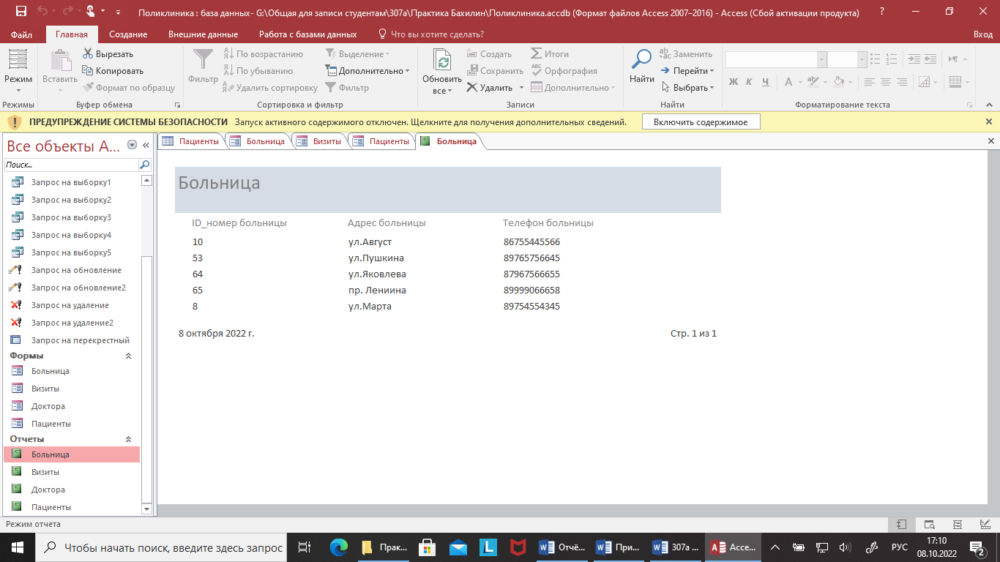 Поликлиника : база данных- G:\Общая для записи студентам\307а\Практика Бахилин\Поликлиника.accdb (Формат файлов Access 2007–2016) - Access (Сбой активации продукта)
?
Файл Главная Создание Внешние данные Работа с базами данных Что вы хотите сделать? Вход
Режим
Режимы
Вставить
Вырезать
Копировать
Формат по образцу
Буфер обмена
Фильтр
По возрастанию
По убыванию
Удалить сортировку
Выделение
Дополнительно
Фильтр
Сортировка и фильтр
Обновить
все
Создать
Сохранить
Удалить
Итоги
Орфография
Дополнительно
Записи
Найти
Заменить
Перейти
Выбрать
Найти
Ж К Ч А
Форматирование текста
ПРЕДУПРЕЖДЕНИЕ СИСТЕМЫ БЕЗОПАСНОСТИ Запуск активного содержимого отключен. Щелкните для получения дополнительных сведений. Включить содержимое
Все объекты A...
Поиск...
Запрос на выборку1
Запрос на выборку2
Запрос на выборку3
Запрос на выборку4
Запрос на выборку5
Запрос на обновление
Запрос на обновление2
Запрос на удаление
Запрос на удаление2
Запрос на перекрестный
Формы
Больница
Визиты
Доктора
Пациенты
Отчеты
Больница
Визиты
Доктора
Пациенты
Пациенты Больница Визиты Пациенты Больница
Больница
ID_номер больницы Адрес больницы Телефон больницы
10 ул.Август 86755445566
53 ул.Пушкина 89765756645
64 ул.Яковлева 87967566655
65 пр. Лениина 89999066658
8 ул.Марта 89754554345
8 октября 2022 г. Стр. 1 из 1
Режим отчета
Чтобы начать поиск, введите здесь запрос
Прак... Отчё... При... 307а ... Acce...
РУС
17:10
08.10.2022
2